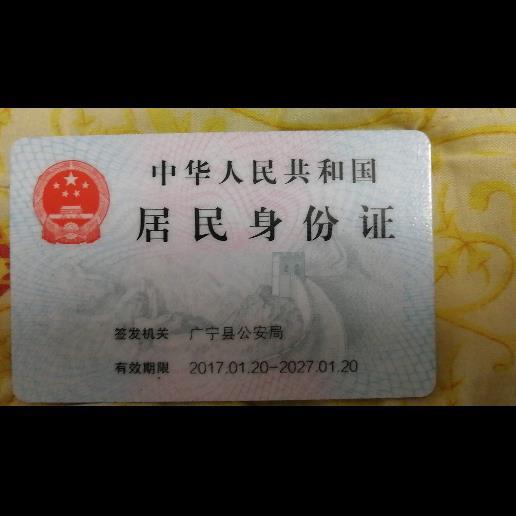 中华人民共和国
居民身份证
签发机关 广宁县公安局
有效期限 2017.01.20-2027.01.20